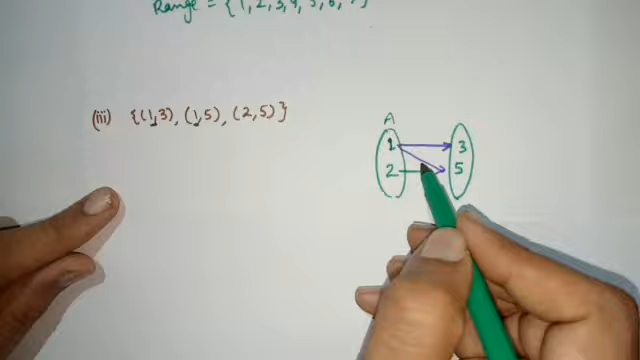 Range = {1, 2, 3, 4, 5, 6, 7}
(iii) {(1,3), (1,5), (2,5)}
A
1 3
2 5